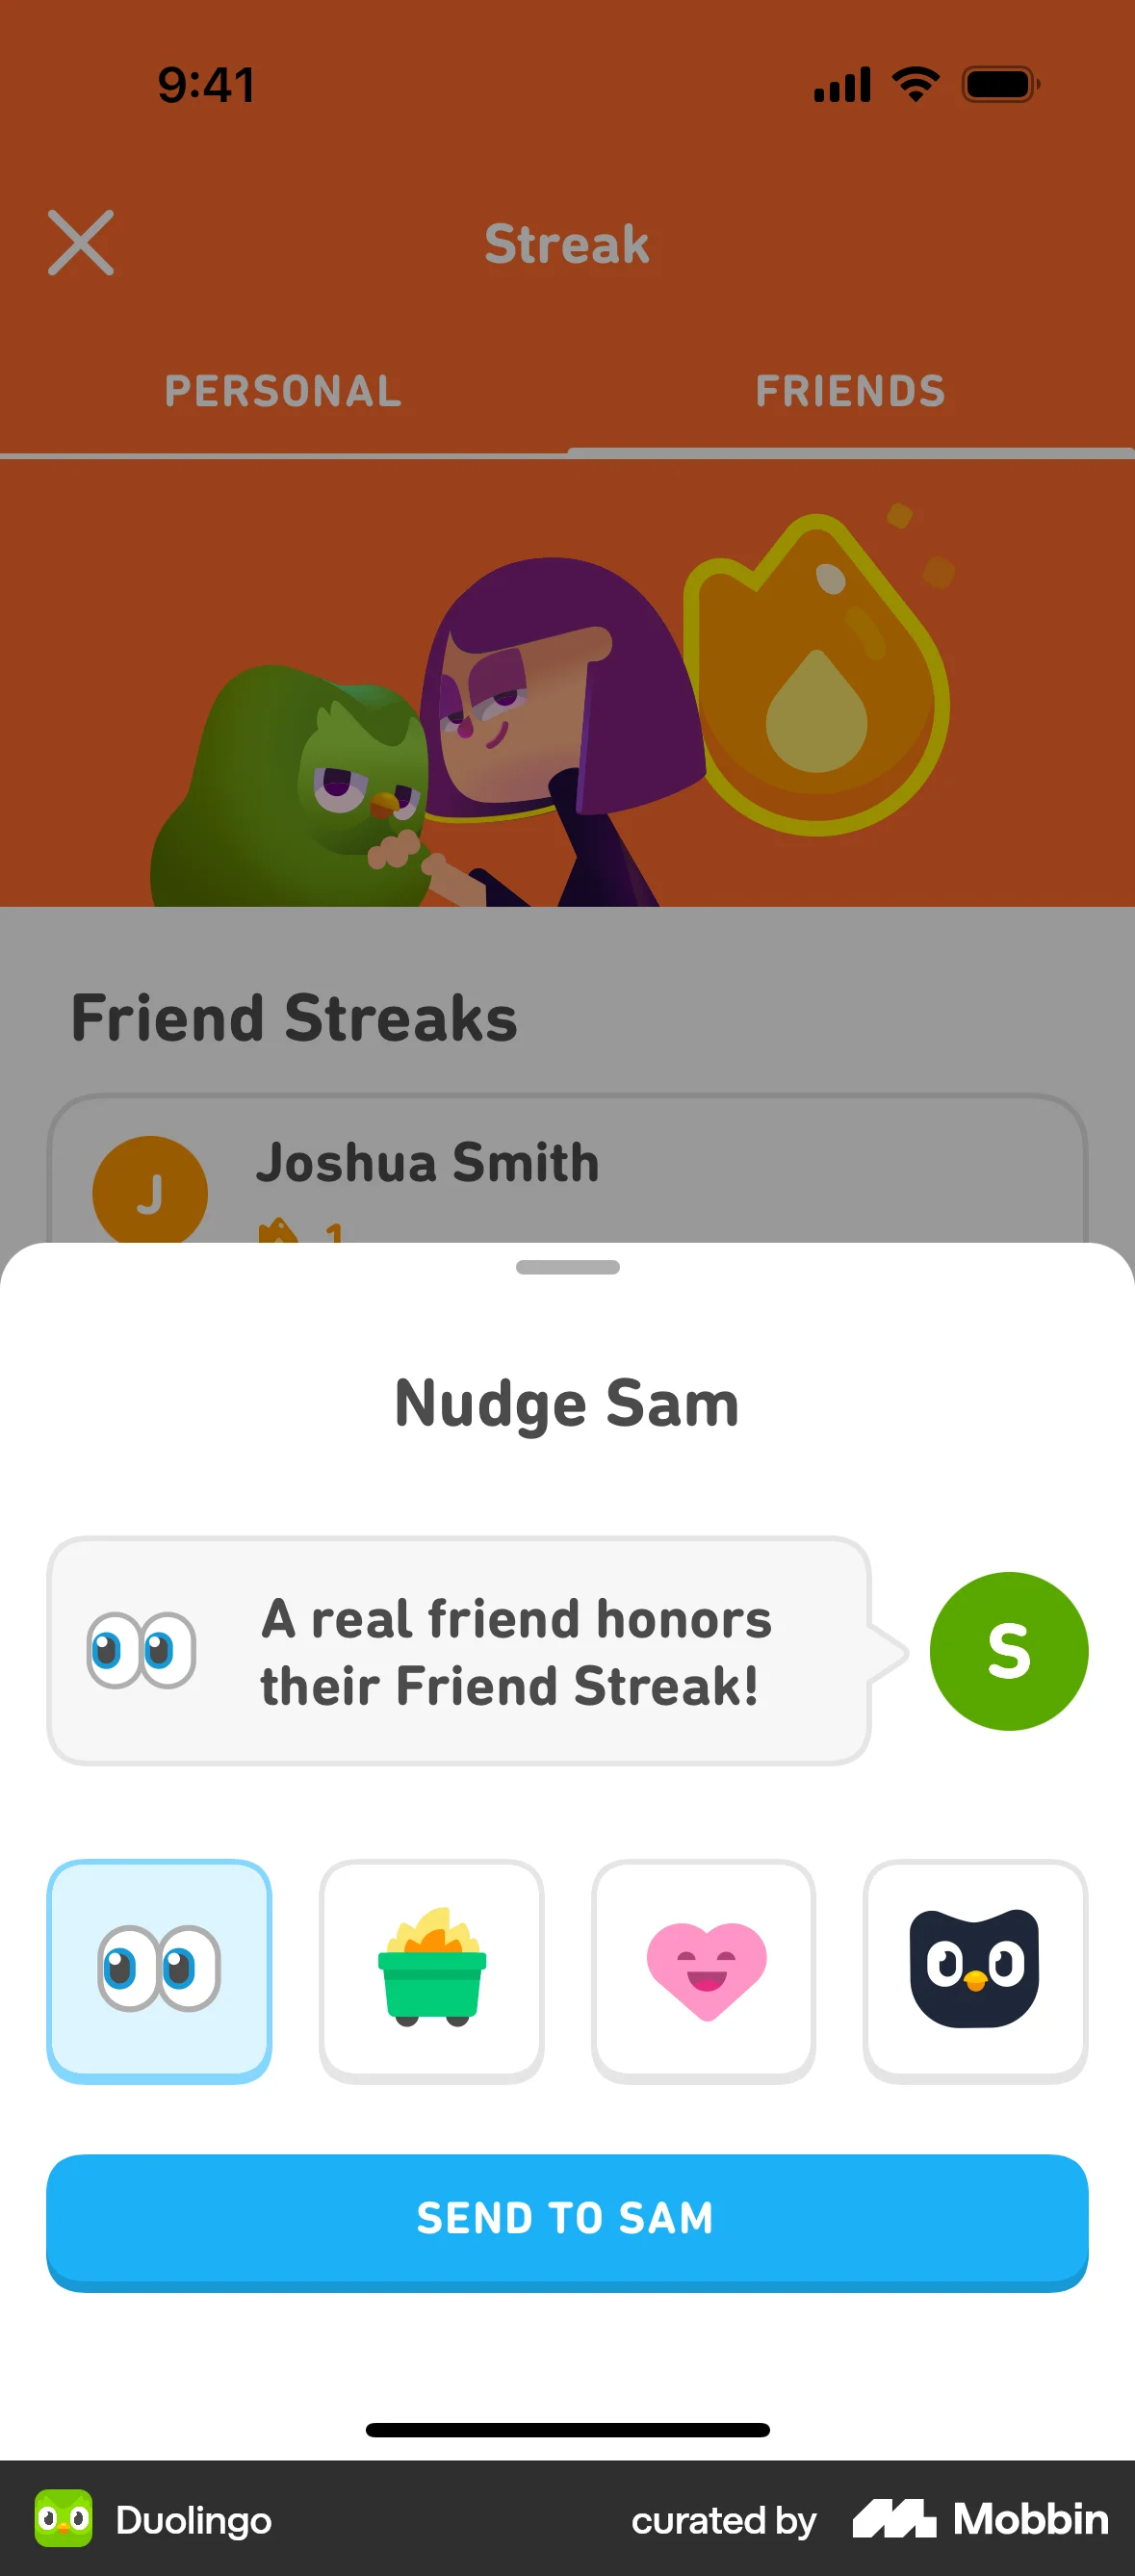 9:41
Streak
PERSONAL
FRIENDS
Friend Streaks
J
Joshua Smith
1
Nudge Sam
A real friend honors
their Friend Streak!
S
SEND TO SAM
Duolingo
curated by
Mobbin